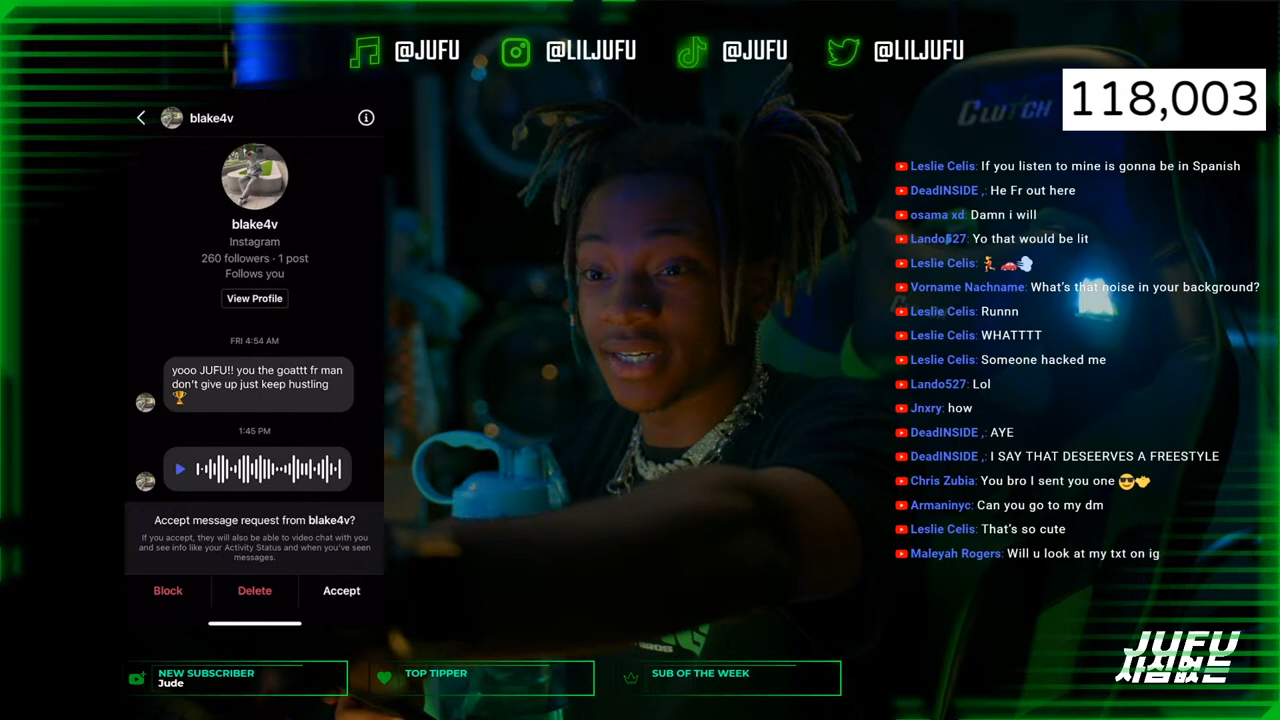 @JUFU
@LILJUFU
@JUFU
@LILJUFU
CLUTCH
118,003
blake4v
blake4v
Instagram
260 followers · 1 post
Follows you
View Profile
FRI 4:54 AM
yooo JUFU!! you the goattt fr man
don't give up just keep hustling
🏆
1:45 PM
Accept message request from blake4v?
If you accept, they will also be able to video chat with you
and see info like your Activity Status and when you've seen
messages.
Block
Delete
Accept
Leslie Celis: If you listen to mine is gonna be in Spanish
DeadINSIDE ,: He Fr out here
osama xd: Damn i will
Lando527: Yo that would be lit
Leslie Celis: 💃 🚗💨
Vorname Nachname: What's that noise in your background?
Leslie Celis: Runnn
Leslie Celis: WHATTTT
Leslie Celis: Someone hacked me
Lando527: Lol
Jnxry: how
DeadINSIDE ,: AYE
DeadINSIDE ,: I SAY THAT DESEERVES A FREESTYLE
Chris Zubia: You bro I sent you one 😎🤝
Armaninyc: Can you go to my dm
Leslie Celis: That's so cute
Maleyah Rogers: Will u look at my txt on ig
NEW SUBSCRIBER
Jude
TOP TIPPER
SUB OF THE WEEK
JUFU